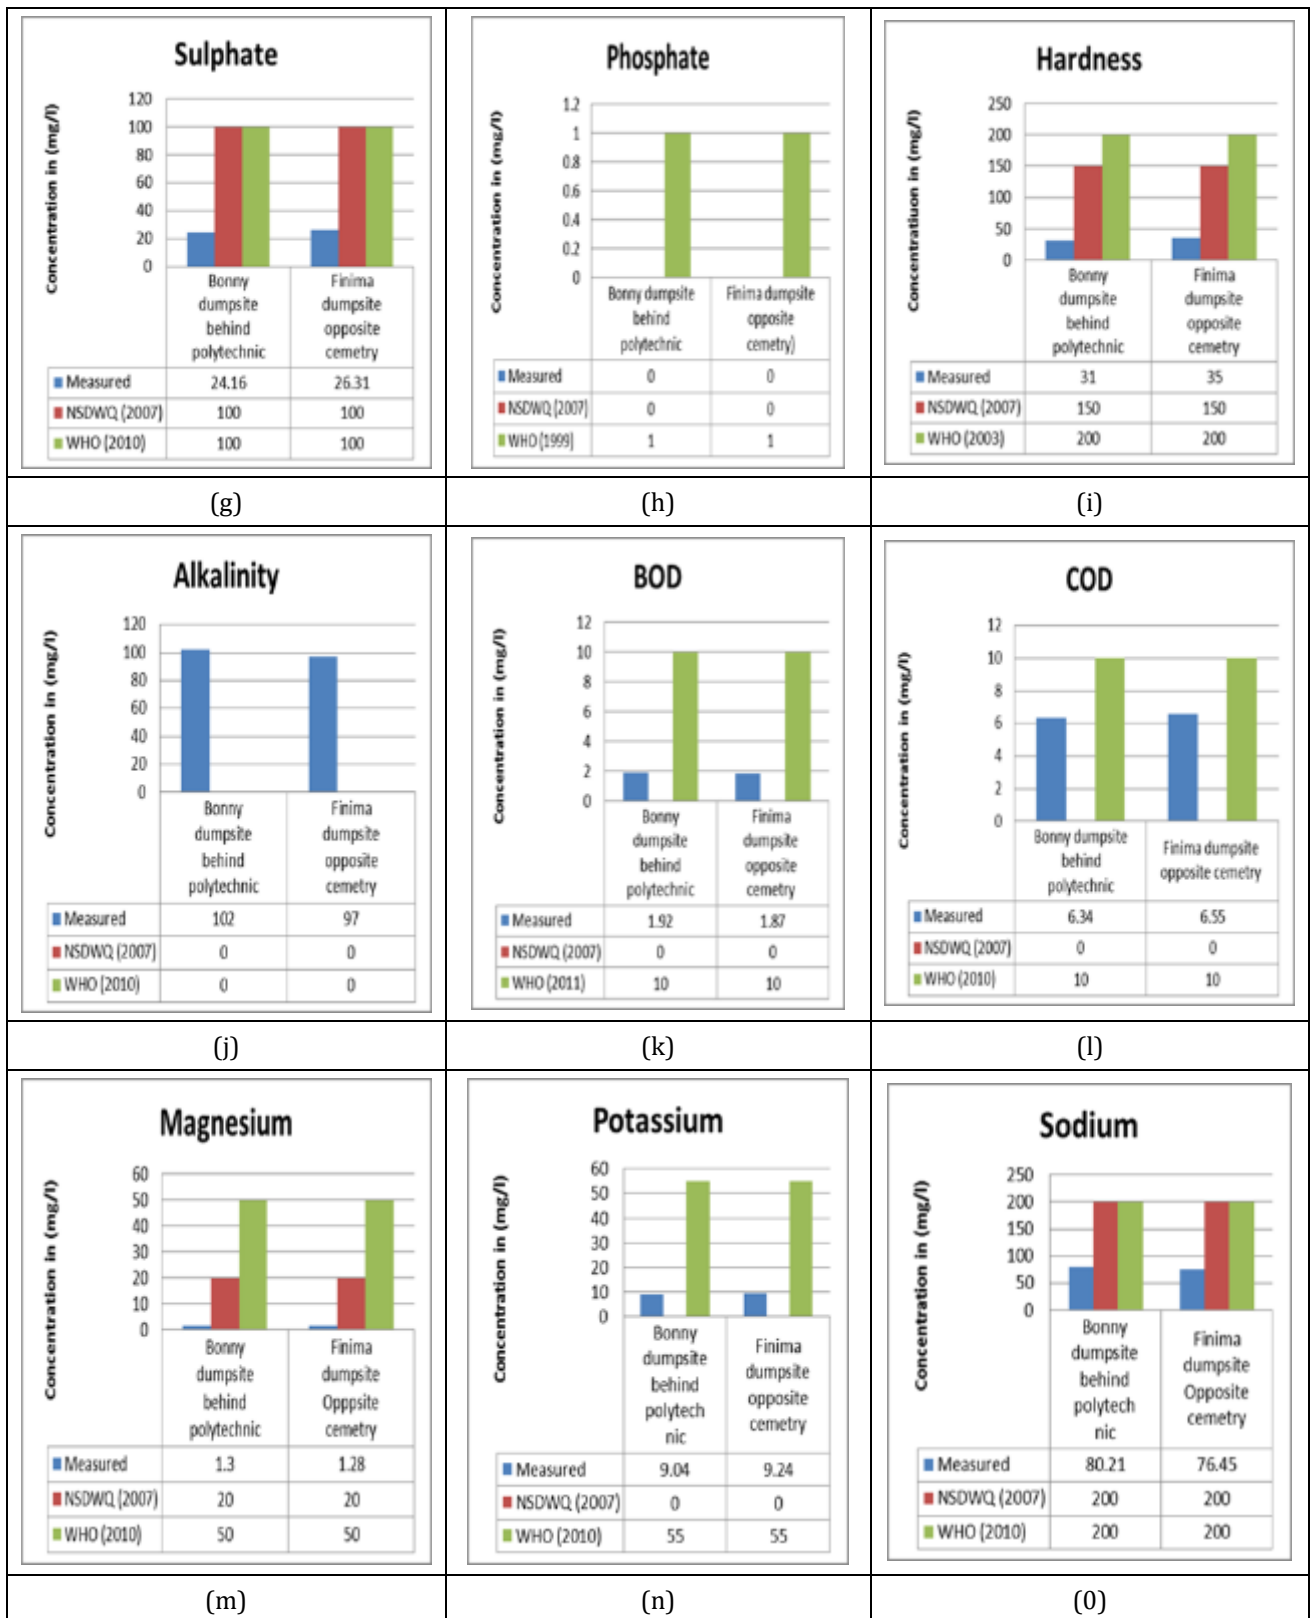 Sulphate
Concentration in (mg/l)
120
100
80
60
40
20
0
Bonny dumpsite behind polytechnic
Finima dumpsite opposite cemetry
Measured 24.16 26.31
NSDWQ (2007) 100 100
WHO (2010) 100 100
(g)
Phosphate
Concentration in (mg/l)
1.2
1
0.8
0.6
0.4
0.2
0
Bonny dumpsite behind polytechnic
Finima dumpsite opposite cemetry)
Measured 0 0
NSDWQ (2007) 0 0
WHO (1999) 1 1
(h)
Hardness
Concentratiuon in (mg/l)
250
200
150
100
50
0
Bonny dumpsite behind polytechnic
Finima dumpsite opposite cemetry
Measured 31 35
NSDWQ (2007) 150 150
WHO (2003) 200 200
(i)
Alkalinity
Concentration in (mg/l)
120
100
80
60
40
20
0
Bonny dumpsite behind polytechnic
Finima dumpsite opposite cemetry
Measured 102 97
NSDWQ (2007) 0 0
WHO (2010) 0 0
(j)
BOD
Concentration in (mg/l)
12
10
8
6
4
2
0
Bonny dumpsite behind polytechnic
Finima dumpsite opposite cemetry
Measured 1.92 1.87
NSDWQ (2007) 0 0
WHO (2011) 10 10
(k)
COD
Concentration in (mg/l)
12
10
8
6
4
2
0
Bonny dumpsite behind polytechnic
Finima dumpsite opposite cemetry
Measured 6.34 6.55
NSDWQ (2007) 0 0
WHO (2010) 10 10
(l)
Magnesium
Concentration in (mg/l)
60
50
40
30
20
10
0
Bonny dumpsite behind polytechnic
Finima dumpsite Opppsite cemetry
Measured 1.3 1.28
NSDWQ (2007) 20 20
WHO (2010) 50 50
(m)
Potassium
Concentration in (mg/l)
60
50
40
30
20
10
0
Bonny dumpsite behind polytech nic
Finima dumpsite opposite cemetry
Measured 9.04 9.24
NSDWQ (2007) 0 0
WHO (2010) 55 55
(n)
Sodium
Concentration in (mg/l)
250
200
150
100
50
0
Bonny dumpsite behind polytech nic
Finima dumpsite Opposite cemetry
Measured 80.21 76.45
NSDWQ (2007) 200 200
WHO (2010) 200 200
(0)